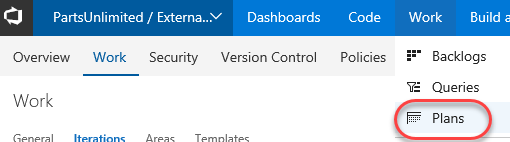 PartsUnlimited / Externa... Dashboards Code Work Build a
Overview Work Security Version Control Policies
Backlogs
Queries
Plans
Work
General Iterations Areas Templates